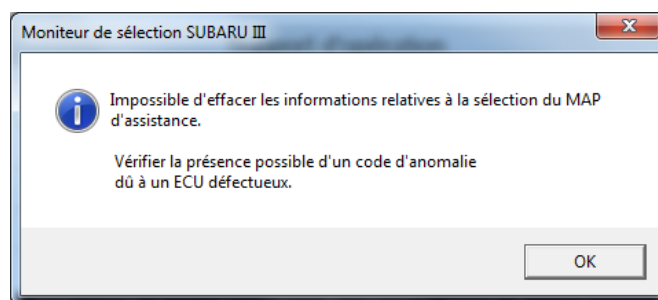 Moniteur de sélection SUBARU III
Impossible d'effacer les informations relatives à la sélection du MAP
d'assistance.
Vérifier la présence possible d'un code d'anomalie
dû à un ECU défectueux.
OK